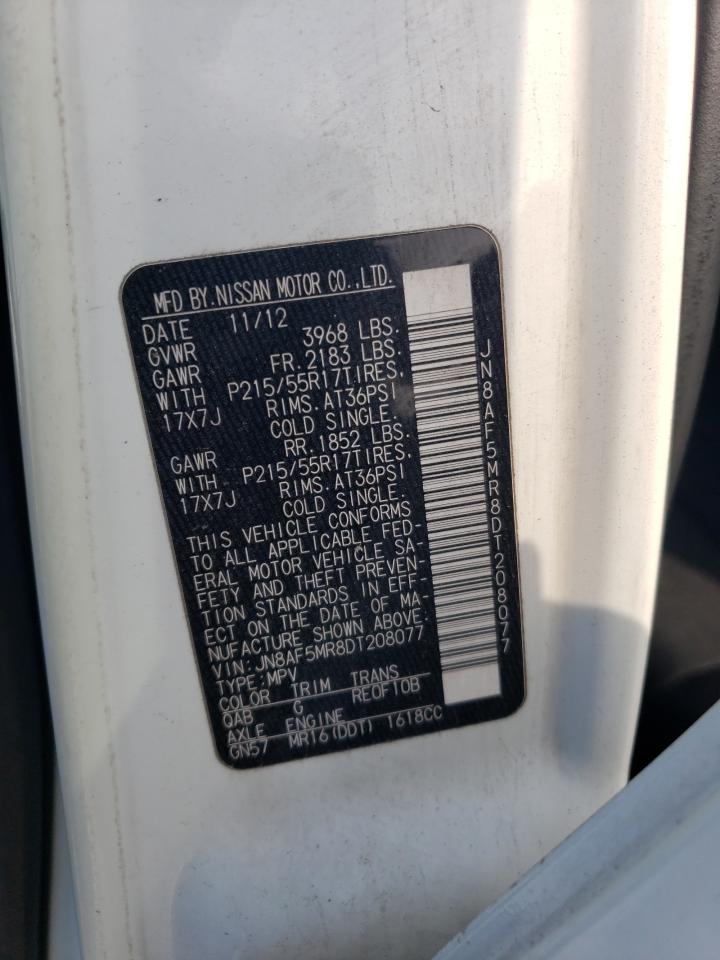 MFD BY.NISSAN MOTOR CO.,LTD.
DATE 11/12
GVWR 3968 LBS.
GAWR FR. 2183 LBS.
WITH P215/55R17TIRES.
17X7J RIMS. AT36PSI
COLD SINGLE.
GAWR RR. 1852 LBS.
WITH P215/55R17TIRES.
17X7J RIMS. AT36PSI
COLD SINGLE.
THIS VEHICLE CONFORMS
TO ALL APPLICABLE FED-
ERAL MOTOR VEHICLE SA-
FETY AND THEFT PREVEN-
TION STANDARDS IN EFF-
ECT ON THE DATE OF MA-
NUFACTURE SHOWN ABOVE.
VIN: JN8AF5MR8DT208077
TYPE:MPV
COLOR TRIM TRANS
QAB G RE0F10B
AXLE ENGINE
GN57 MR16(DDT) 1618CC
JN8AF5MR8DT208077